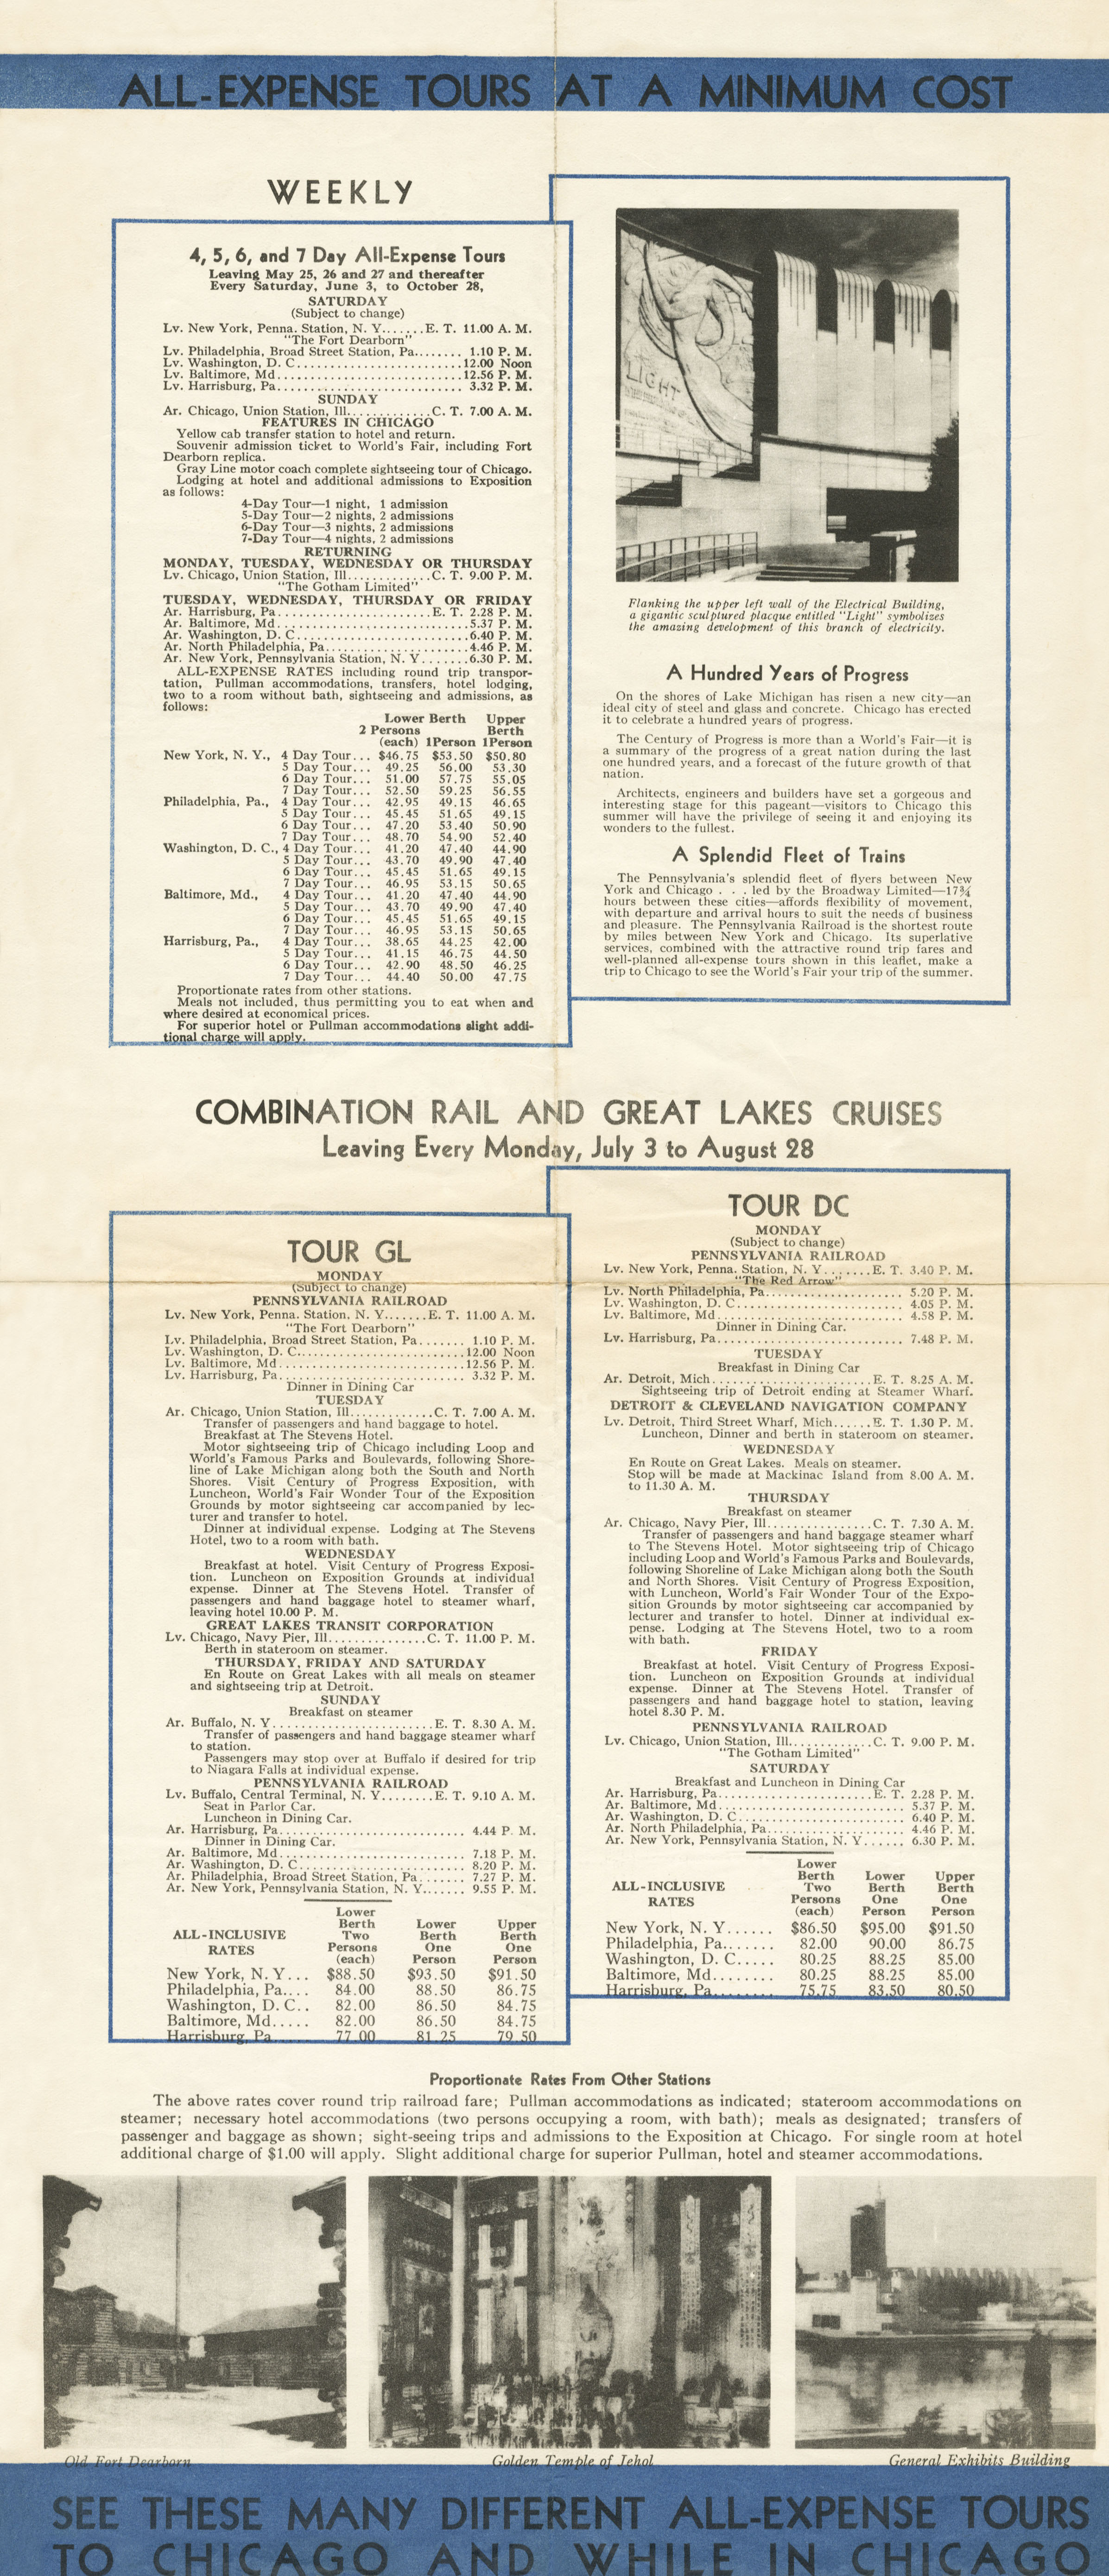 ALL-EXPENSE TOURS AT A MINIMUM COST
WEEKLY
4, 5, 6, and 7 Day All-Expense Tours
Leaving May 25, 26 and 27 and thereafter
Every Saturday, June 3, to October 28,
SATURDAY
(Subject to change)
Lv. New York, Penna. Station, N. Y.......E. T. 11.00 A. M.
"The Fort Dearborn"
Lv. Philadelphia, Broad Street Station, Pa........ 1.10 P. M.
Lv. Washington, D. C..........................12.00 Noon
Lv. Baltimore, Md.............................12.56 P. M.
Lv. Harrisburg, Pa............................. 3.32 P. M.
SUNDAY
Ar. Chicago, Union Station, Ill.............C. T. 7.00 A. M.
FEATURES IN CHICAGO
Yellow cab transfer station to hotel and return.
Souvenir admission ticket to World's Fair, including Fort
Dearborn replica.
Gray Line motor coach complete sightseeing tour of Chicago.
Lodging at hotel and additional admissions to Exposition
as follows:
4-Day Tour—1 night, 1 admission
5-Day Tour—2 nights, 2 admissions
6-Day Tour—3 nights, 2 admissions
7-Day Tour—4 nights, 2 admissions
RETURNING
MONDAY, TUESDAY, WEDNESDAY OR THURSDAY
Lv. Chicago, Union Station, Ill.............C. T. 9.00 P. M.
"The Gotham Limited"
TUESDAY, WEDNESDAY, THURSDAY OR FRIDAY
Ar. Harrisburg, Pa......................E. T. 2.28 P. M.
Ar. Baltimore, Md.............................5.37 P. M.
Ar. Washington, D. C..........................6.40 P. M.
Ar. North Philadelphia, Pa....................4.46 P. M.
Ar. New York, Pennsylvania Station, N. Y.......6.30 P. M.
ALL-EXPENSE RATES including round trip transpor-
tation, Pullman accommodations, transfers, hotel lodging,
two to a room without bath, sightseeing and admissions, as
follows:
Lower Berth Upper
2 Persons Berth
(each) 1Person 1Person
New York, N. Y., 4 Day Tour... $46.75 $53.50 $50.80
5 Day Tour... 49.25 56.00 53.30
6 Day Tour... 51.00 57.75 55.05
7 Day Tour... 52.50 59.25 56.55
Philadelphia, Pa., 4 Day Tour... 42.95 49.15 46.65
5 Day Tour... 45.45 51.65 49.15
6 Day Tour... 47.20 53.40 50.90
7 Day Tour... 48.70 54.90 52.40
Washington, D. C., 4 Day Tour... 41.20 47.40 44.90
5 Day Tour... 43.70 49.90 47.40
6 Day Tour... 45.45 51.65 49.15
7 Day Tour... 46.95 53.15 50.65
Baltimore, Md., 4 Day Tour... 41.20 47.40 44.90
5 Day Tour... 43.70 49.90 47.40
6 Day Tour... 45.45 51.65 49.15
7 Day Tour... 46.95 53.15 50.65
Harrisburg, Pa., 4 Day Tour... 38.65 44.25 42.00
5 Day Tour... 41.15 46.75 44.50
6 Day Tour... 42.90 48.50 46.25
7 Day Tour... 44.40 50.00 47.75
Proportionate rates from other stations.
Meals not included, thus permitting you to eat when and
where desired at economical prices.
For superior hotel or Pullman accommodations slight addi-
tional charge will apply.
LIGHT
Flanking the upper left wall of the Electrical Building,
a gigantic sculptured placque entitled "Light" symbolizes
the amazing development of this branch of electricity.
A Hundred Years of Progress
On the shores of Lake Michigan has risen a new city—an
ideal city of steel and glass and concrete. Chicago has erected
it to celebrate a hundred years of progress.
The Century of Progress is more than a World's Fair—it is
a summary of the progress of a great nation during the last
one hundred years, and a forecast of the future growth of that
nation.
Architects, engineers and builders have set a gorgeous and
interesting stage for this pageant—visitors to Chicago this
summer will have the privilege of seeing it and enjoying its
wonders to the fullest.
A Splendid Fleet of Trains
The Pennsylvania's splendid fleet of flyers between New
York and Chicago . . . led by the Broadway Limited—17¾
hours between these cities—affords flexibility of movement,
with departure and arrival hours to suit the needs of business
and pleasure. The Pennsylvania Railroad is the shortest route
by miles between New York and Chicago. Its superlative
services, combined with the attractive round trip fares and
well-planned all-expense tours shown in this leaflet, make a
trip to Chicago to see the World's Fair your trip of the summer.
COMBINATION RAIL AND GREAT LAKES CRUISES
Leaving Every Monday, July 3 to August 28
TOUR GL
MONDAY
(Subject to change)
PENNSYLVANIA RAILROAD
Lv. New York, Penna. Station, N. Y.......E. T. 11.00 A. M.
"The Fort Dearborn"
Lv. Philadelphia, Broad Street Station, Pa....... 1.10 P. M.
Lv. Washington, D. C..........................12.00 Noon
Lv. Baltimore, Md.............................12.56 P. M.
Lv. Harrisburg, Pa............................. 3.32 P. M.
Dinner in Dining Car
TUESDAY
Ar. Chicago, Union Station, Ill.............C. T. 7.00 A. M.
Transfer of passengers and hand baggage to hotel.
Breakfast at The Stevens Hotel.
Motor sightseeing trip of Chicago including Loop and
World's Famous Parks and Boulevards, following Shore-
line of Lake Michigan along both the South and North
Shores. Visit Century of Progress Exposition, with
Luncheon, World's Fair Wonder Tour of the Exposition
Grounds by motor sightseeing car accompanied by lec-
turer and transfer to hotel.
Dinner at individual expense. Lodging at The Stevens
Hotel, two to a room with bath.
WEDNESDAY
Breakfast at hotel. Visit Century of Progress Exposi-
tion. Luncheon on Exposition Grounds at individual
expense. Dinner at The Stevens Hotel. Transfer of
passengers and hand baggage hotel to steamer wharf,
leaving hotel 10.00 P. M.
GREAT LAKES TRANSIT CORPORATION
Lv. Chicago, Navy Pier, Ill...............C. T. 11.00 P. M.
Berth in stateroom on steamer.
THURSDAY, FRIDAY AND SATURDAY
En Route on Great Lakes with all meals on steamer
and sightseeing trip at Detroit.
SUNDAY
Breakfast on steamer
Ar. Buffalo, N. Y........................E. T. 8.30 A. M.
Transfer of passengers and hand baggage steamer wharf
to station.
Passengers may stop over at Buffalo if desired for trip
to Niagara Falls at individual expense.
PENNSYLVANIA RAILROAD
Lv. Buffalo, Central Terminal, N. Y........E. T. 9.10 A. M.
Seat in Parlor Car.
Luncheon in Dining Car.
Ar. Harrisburg, Pa............................ 4.44 P. M.
Dinner in Dining Car.
Ar. Baltimore, Md............................ 7.18 P. M.
Ar. Washington, D. C......................... 8.20 P. M.
Ar. Philadelphia, Broad Street Station, Pa....... 7.27 P. M.
Ar. New York, Pennsylvania Station, N. Y....... 9.55 P. M.
ALL-INCLUSIVE RATES
Lower Berth Two Persons (each)
Lower Berth One Person
Upper Berth One Person
New York, N. Y... $88.50 $93.50 $91.50
Philadelphia, Pa... 84.00 88.50 86.75
Washington, D. C.. 82.00 86.50 84.75
Baltimore, Md..... 82.00 86.50 84.75
Harrisburg, Pa.... 77.00 81.25 79.50
TOUR DC
MONDAY
(Subject to change)
PENNSYLVANIA RAILROAD
Lv. New York, Penna. Station, N. Y.......E. T. 3.40 P. M.
"The Red Arrow"
Lv. North Philadelphia, Pa..................... 5.20 P. M.
Lv. Washington, D. C......................... 4.05 P. M.
Lv. Baltimore, Md............................ 4.58 P. M.
Dinner in Dining Car.
Lv. Harrisburg, Pa............................ 7.48 P. M.
TUESDAY
Breakfast in Dining Car
Ar. Detroit, Mich........................E. T. 8.25 A. M.
Sightseeing trip of Detroit ending at Steamer Wharf.
DETROIT & CLEVELAND NAVIGATION COMPANY
Lv. Detroit, Third Street Wharf, Mich......E. T. 1.30 P. M.
Luncheon, Dinner and berth in stateroom on steamer.
WEDNESDAY
En Route on Great Lakes. Meals on steamer.
Stop will be made at Mackinac Island from 8.00 A. M.
to 11.30 A. M.
THURSDAY
Breakfast on steamer
Ar. Chicago, Navy Pier, Ill................C. T. 7.30 A. M.
Transfer of passengers and hand baggage steamer wharf
to The Stevens Hotel. Motor sightseeing trip of Chicago
including Loop and World's Famous Parks and Boulevards,
following Shoreline of Lake Michigan along both the South
and North Shores. Visit Century of Progress Exposition,
with Luncheon, World's Fair Wonder Tour of the Expo-
sition Grounds by motor sightseeing car accompanied by
lecturer and transfer to hotel. Dinner at individual ex-
pense. Lodging at The Stevens Hotel, two to a room
with bath.
FRIDAY
Breakfast at hotel. Visit Century of Progress Exposi-
tion. Luncheon on Exposition Grounds at individual
expense. Dinner at The Stevens Hotel. Transfer of
passengers and hand baggage hotel to station, leaving
hotel 8.30 P. M.
PENNSYLVANIA RAILROAD
Lv. Chicago, Union Station, Ill............C. T. 9.00 P. M.
"The Gotham Limited"
SATURDAY
Breakfast and Luncheon in Dining Car
Ar. Harrisburg, Pa.......................E. T. 2.28 P. M.
Ar. Baltimore, Md............................ 5.37 P. M.
Ar. Washington, D. C......................... 6.40 P. M.
Ar. North Philadelphia, Pa..................... 4.46 P. M.
Ar. New York, Pennsylvania Station, N. Y...... 6.30 P. M.
ALL-INCLUSIVE RATES
Lower Berth Two Persons (each)
Lower Berth One Person
Upper Berth One Person
New York, N. Y...... $86.50 $95.00 $91.50
Philadelphia, Pa....... 82.00 90.00 86.75
Washington, D. C..... 80.25 88.25 85.00
Baltimore, Md........ 80.25 88.25 85.00
Harrisburg, Pa........ 75.75 83.50 80.50
Proportionate Rates From Other Stations
The above rates cover round trip railroad fare; Pullman accommodations as indicated; stateroom accommodations on
steamer; necessary hotel accommodations (two persons occupying a room, with bath); meals as designated; transfers of
passenger and baggage as shown; sight-seeing trips and admissions to the Exposition at Chicago. For single room at hotel
additional charge of $1.00 will apply. Slight additional charge for superior Pullman, hotel and steamer accommodations.
Old Fort Dearborn
Golden Temple of Jehol
General Exhibits Building
SEE THESE MANY DIFFERENT ALL-EXPENSE TOURS
TO CHICAGO AND WHILE IN CHICAGO